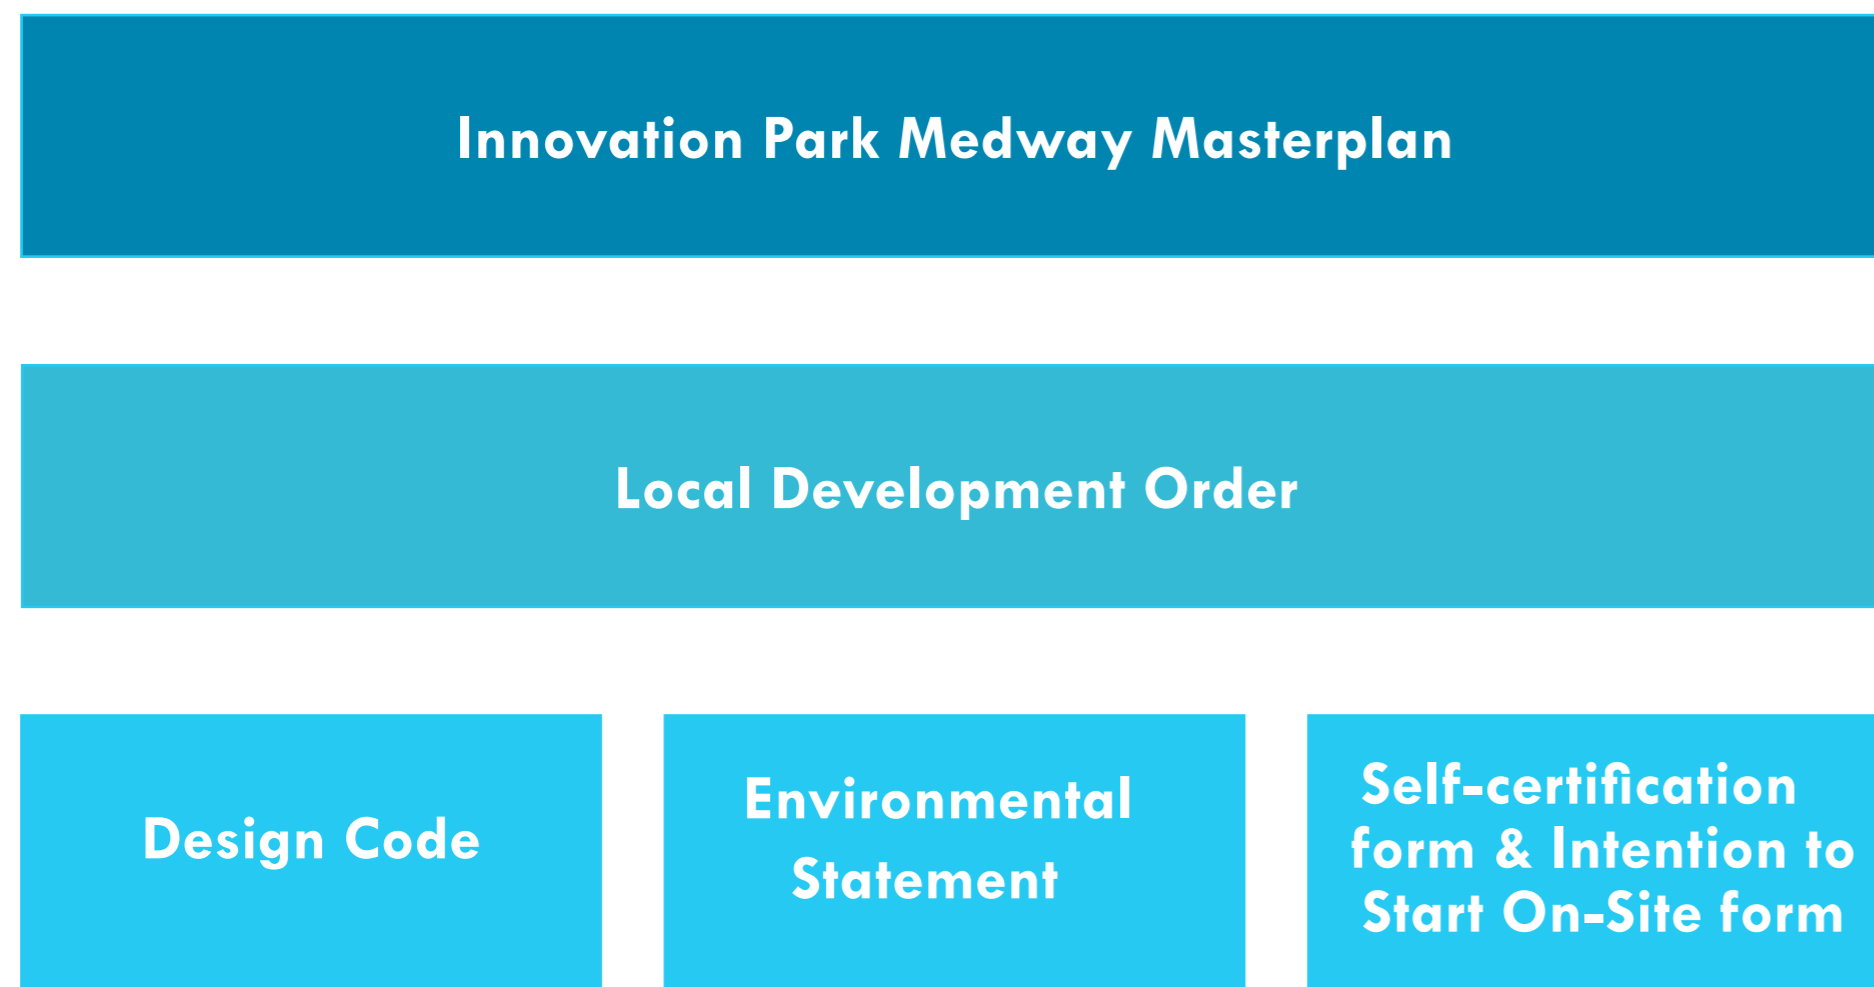 Innovation Park Medway Masterplan
Local Development Order
Design Code
Environmental
Statement
Self-certification
form & Intention to
Start On-Site form